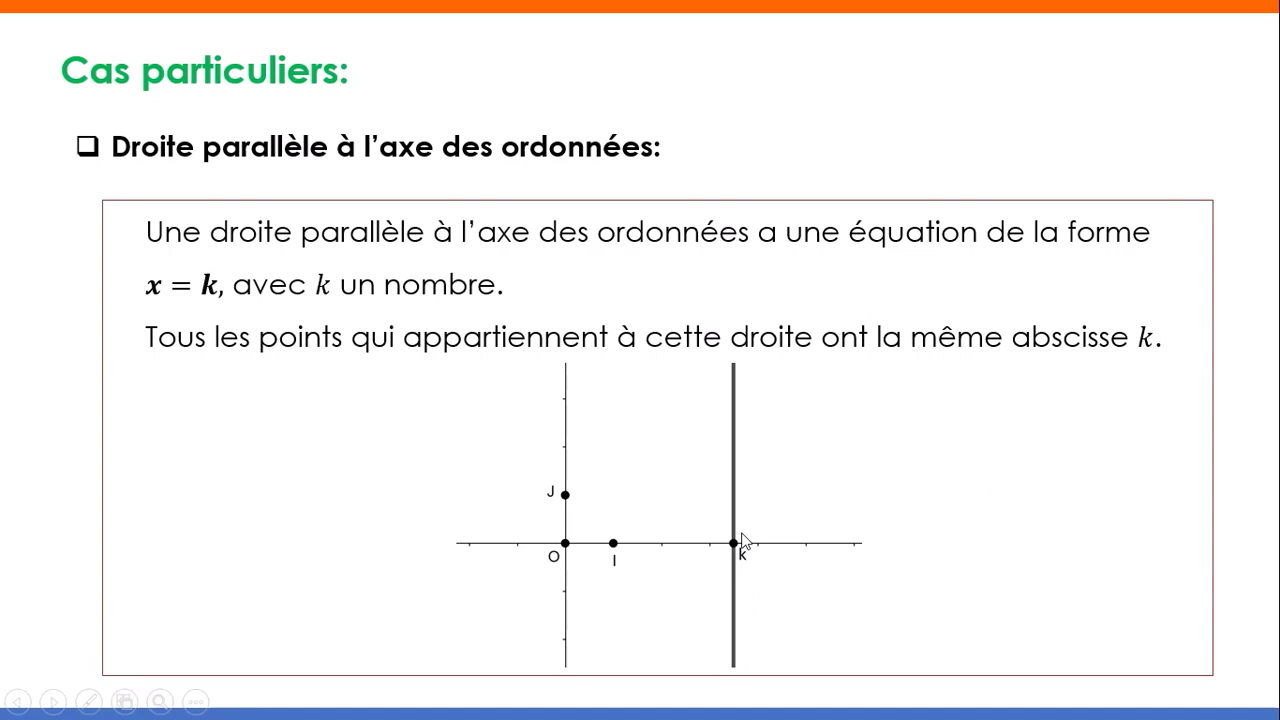 Cas particuliers:
Droite parallèle à l’axe des ordonnées:
Une droite parallèle à l’axe des ordonnées a une équation de la forme
x = k, avec k un nombre.
Tous les points qui appartiennent à cette droite ont la même abscisse k.
J
O
I
k